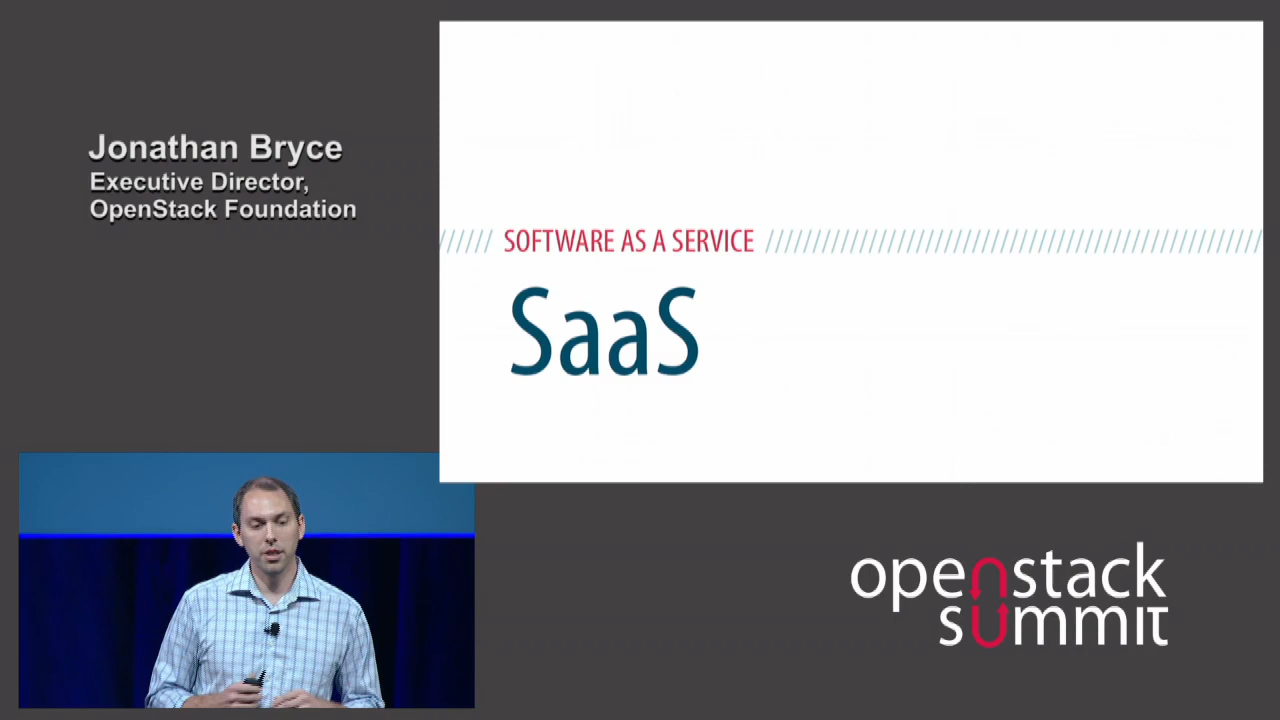 Jonathan Bryce
Executive Director,
OpenStack Foundation
SOFTWARE AS A SERVICE
SaaS
openstack
summit